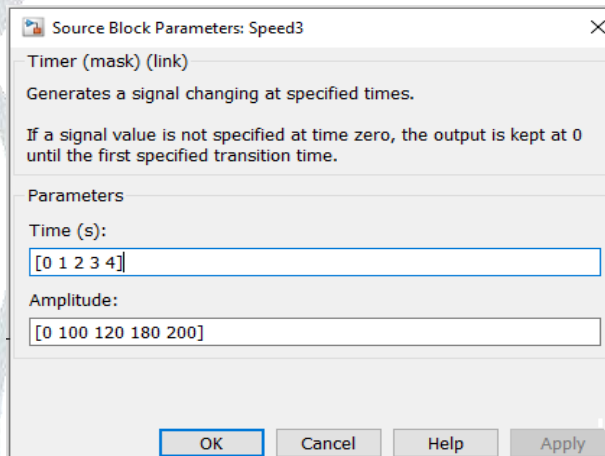 Source Block Parameters: Speed3
Timer (mask) (link)
Generates a signal changing at specified times.
If a signal value is not specified at time zero, the output is kept at 0
until the first specified transition time.
Parameters
Time (s):
[0 1 2 3 4]
Amplitude:
[0 100 120 180 200]
OK Cancel Help Apply